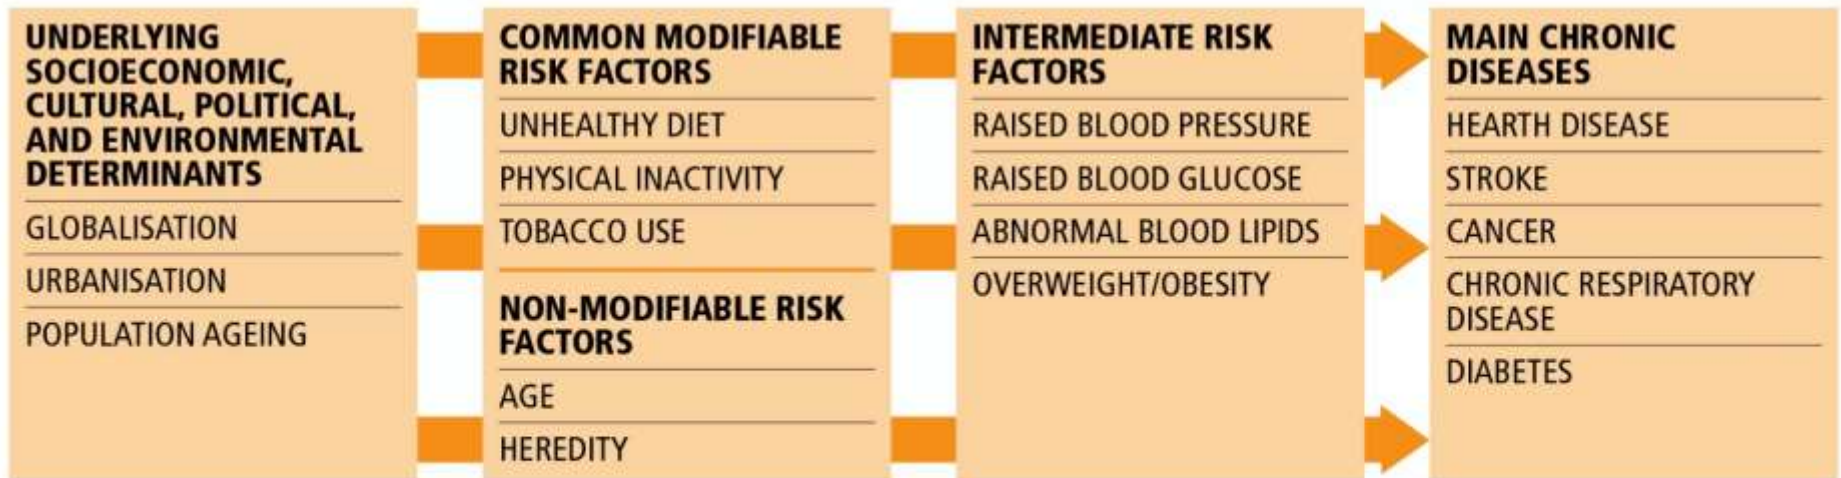 UNDERLYING
SOCIOECONOMIC,
CULTURAL, POLITICAL,
AND ENVIRONMENTAL
DETERMINANTS
GLOBALISATION
URBANISATION
POPULATION AGEING
COMMON MODIFIABLE
RISK FACTORS
UNHEALTHY DIET
PHYSICAL INACTIVITY
TOBACCO USE
NON-MODIFIABLE RISK
FACTORS
AGE
HEREDITY
INTERMEDIATE RISK
FACTORS
RAISED BLOOD PRESSURE
RAISED BLOOD GLUCOSE
ABNORMAL BLOOD LIPIDS
OVERWEIGHT/OBESITY
MAIN CHRONIC
DISEASES
HEARTH DISEASE
STROKE
CANCER
CHRONIC RESPIRATORY
DISEASE
DIABETES